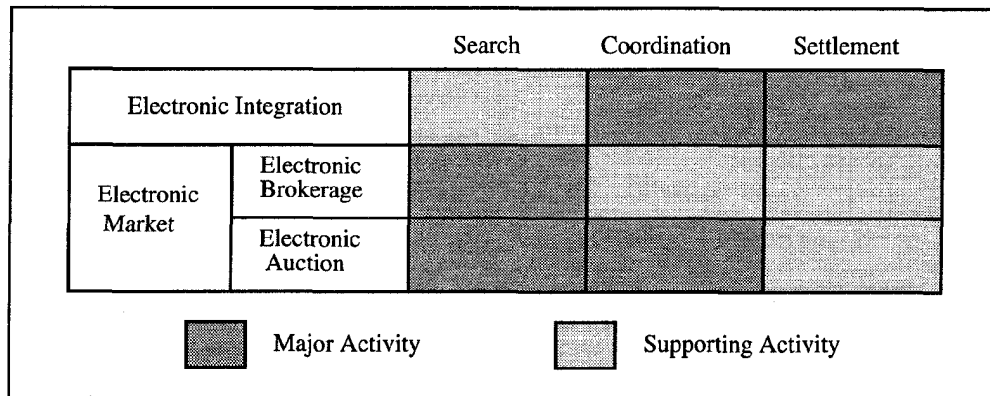 Search Coordination Settlement
Electronic Integration
Electronic
Market
Electronic
Brokerage
Electronic
Auction
Major Activity Supporting Activity